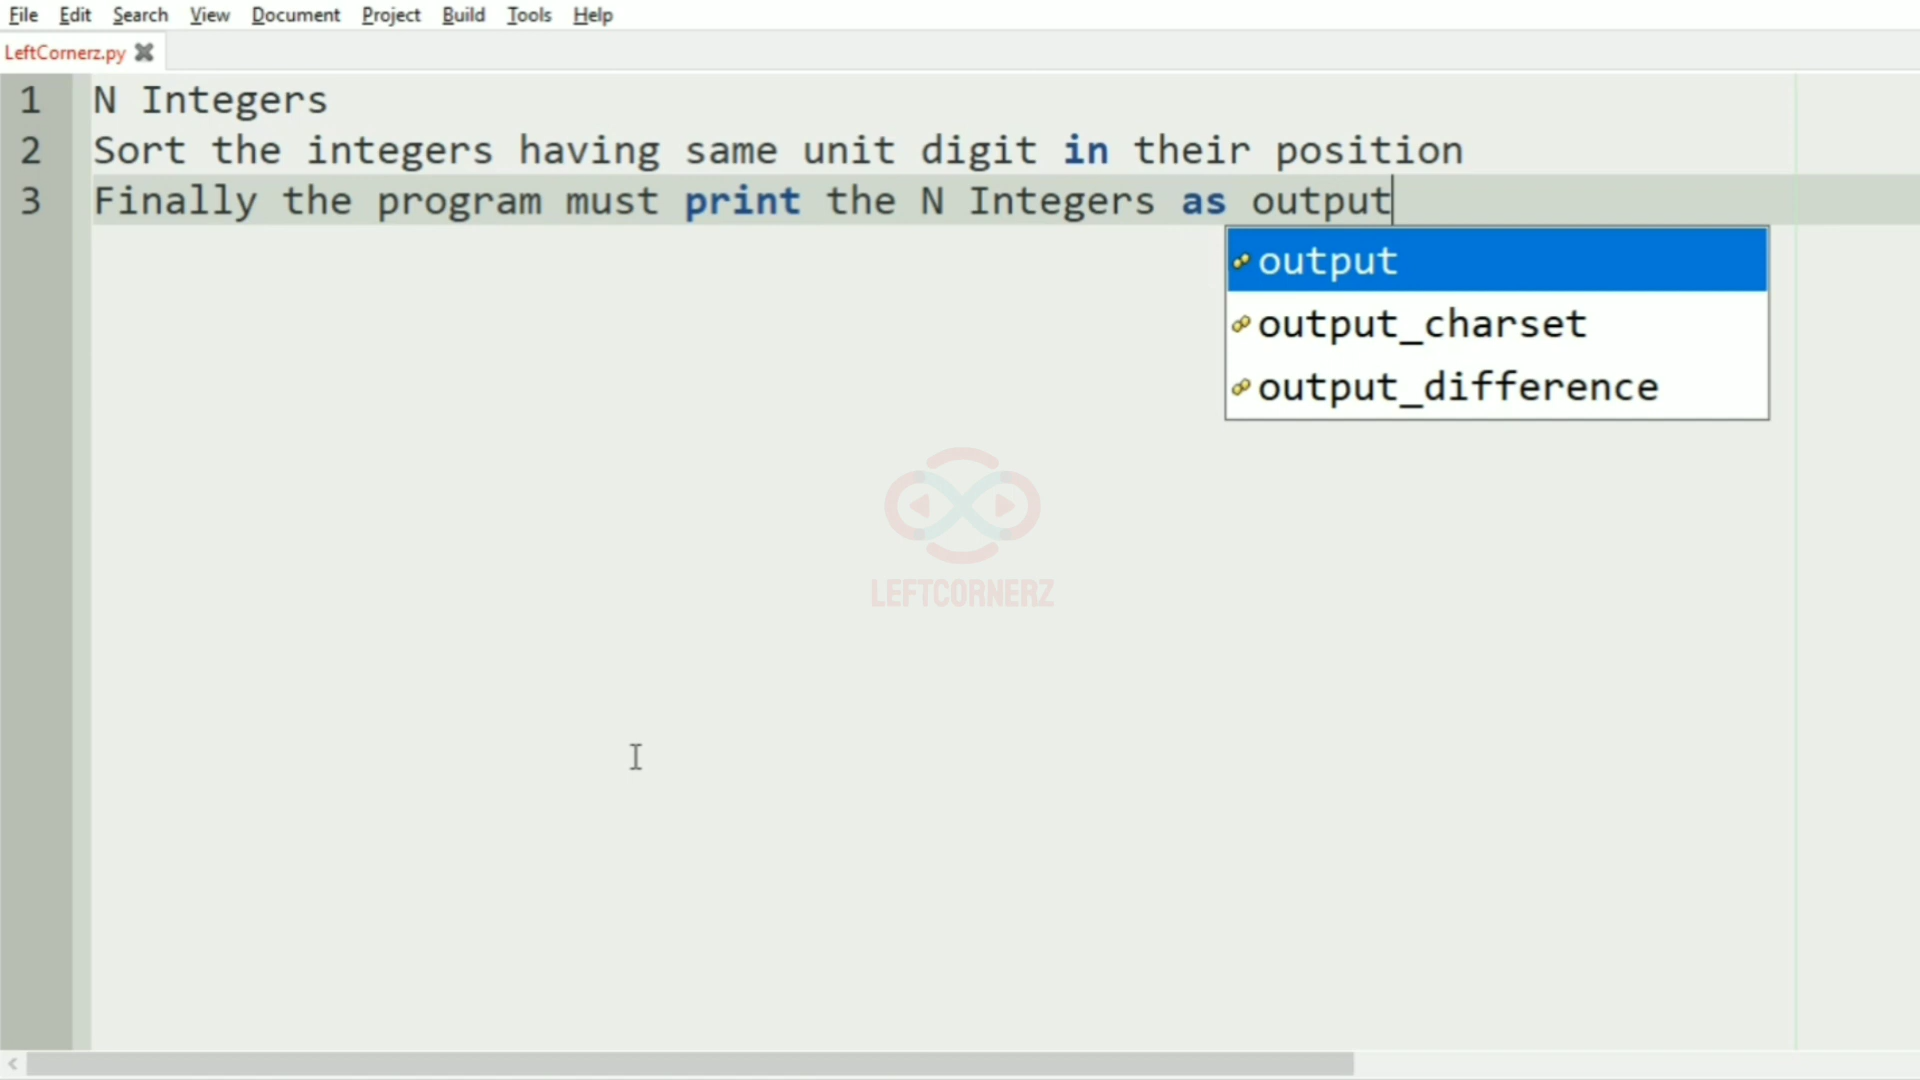 File Edit Search View Document Project Build Tools Help
LeftCornerz.py
1 N Integers
2 Sort the integers having same unit digit in their position
3 Finally the program must print the N Integers as output
output
output_charset
output_difference
LEFTCORNERZ